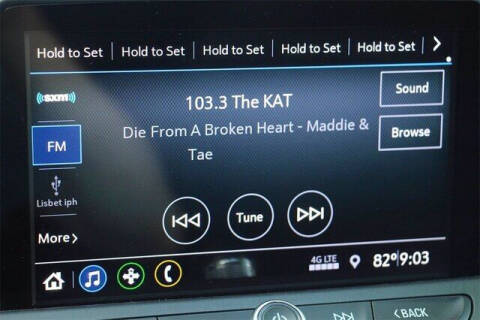 Hold to Set Hold to Set Hold to Set Hold to Set Hold to Set
((sxm))
103.3 The KAT
Sound
FM
Die From A Broken Heart - Maddie &
Tae
Browse
Lisbet iph
Tune
More
4G LTE
82° 9:03
BACK